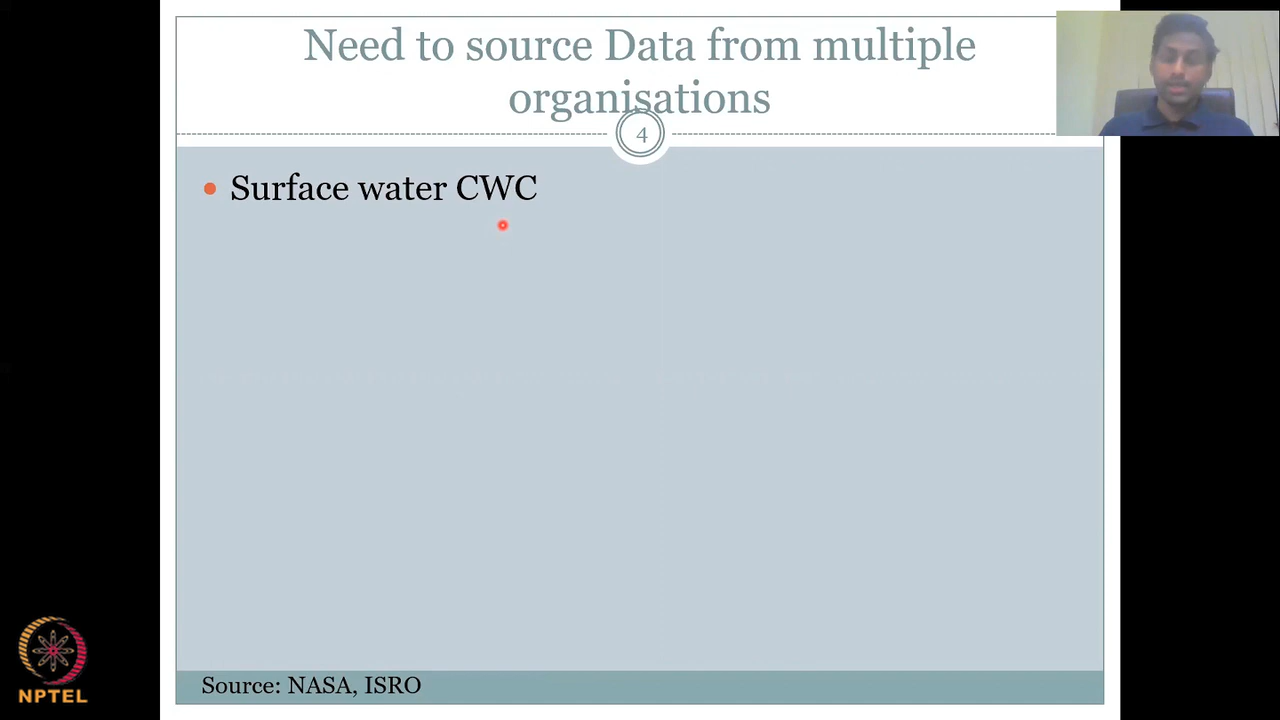 Need to source Data from multiple
organisations
4
Surface water CWC
Source: NASA, ISRO
NPTEL